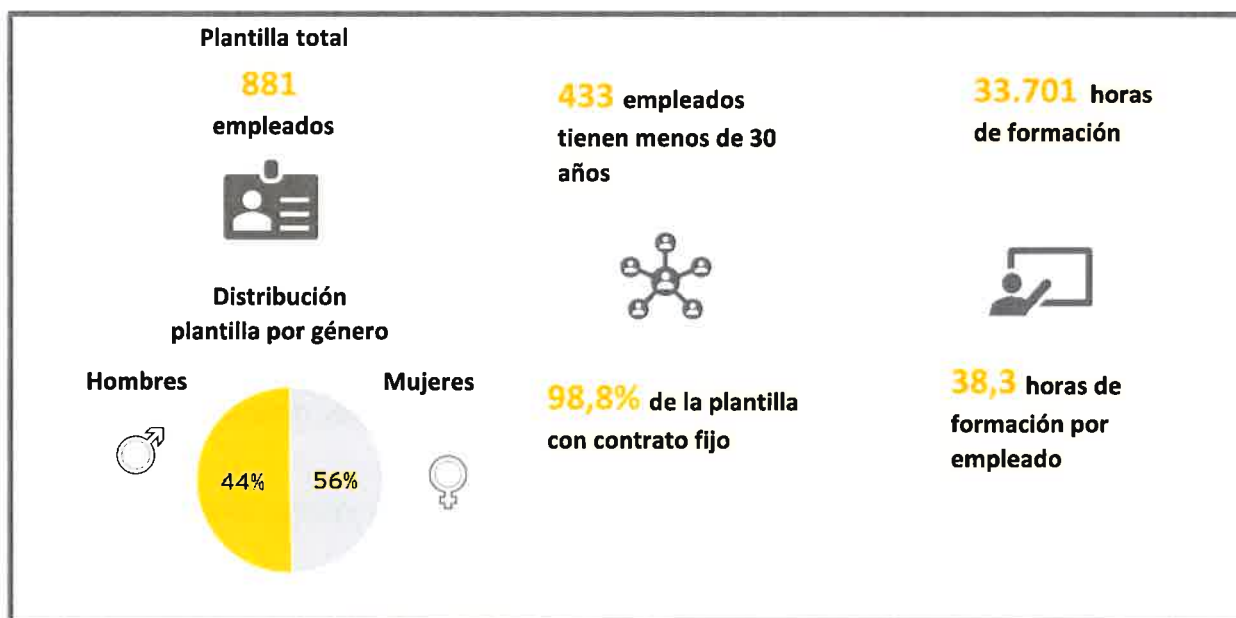 Plantilla total
881
empleados
Distribución
plantilla por género
Hombres
Mujeres
44%
56%
433 empleados
tienen menos de 30
años
98,8% de la plantilla
con contrato fijo
33.701 horas
de formación
38,3 horas de
formación por
empleado